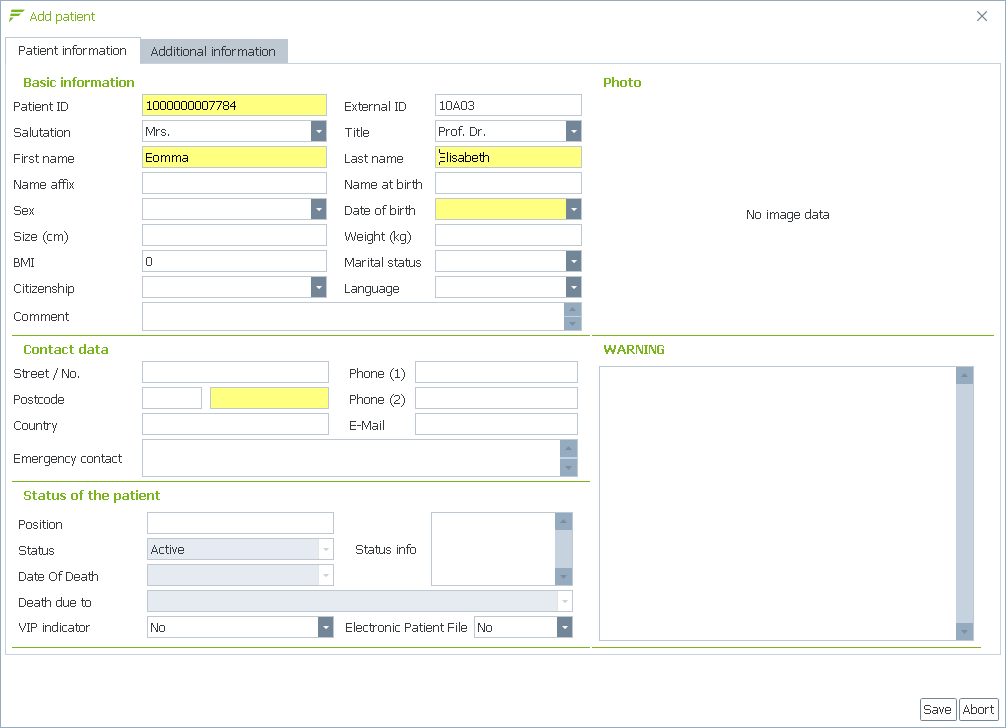 Add patient
Patient information Additional information
Basic information Photo
Patient ID 1000000007784 External ID 10A03
Salutation Mrs. Title Prof. Dr.
First name Eomma Last name Elisabeth
Name affix Name at birth
Sex Date of birth
No image data
Size (cm) Weight (kg)
BMI 0 Marital status
Citizenship Language
Comment
Contact data WARNING
Street / No. Phone (1)
Postcode Phone (2)
Country E-Mail
Emergency contact
Status of the patient
Position
Status Active Status info
Date Of Death
Death due to
VIP indicator No Electronic Patient File No
Save Abort